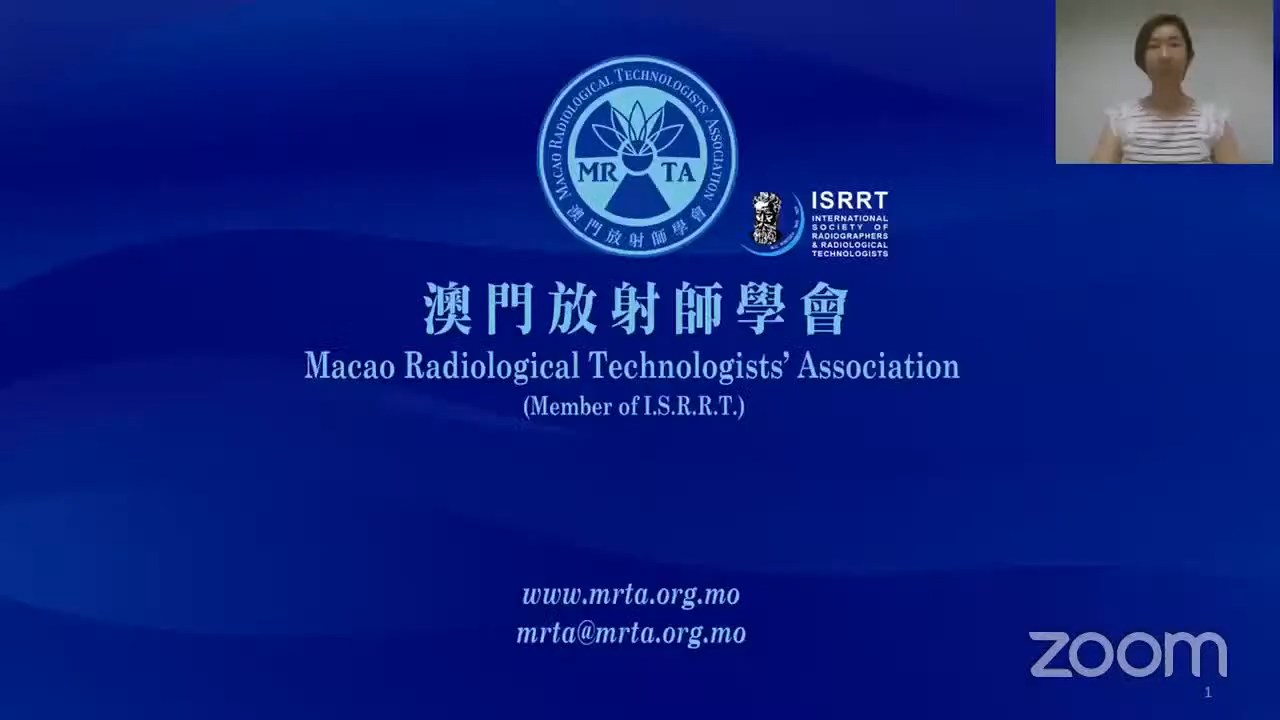 MACAO RADIOLOGICAL TECHNOLOGISTS' ASSOCIATION
MR TA
澳門放射師學會
ISRRT
INTERNATIONAL
SOCIETY OF
RADIOGRAPHERS
& RADIOLOGICAL
TECHNOLOGISTS
澳門放射師學會
Macao Radiological Technologists’ Association
(Member of I.S.R.R.T.)
www.mrta.org.mo
mrta@mrta.org.mo
zoom
1